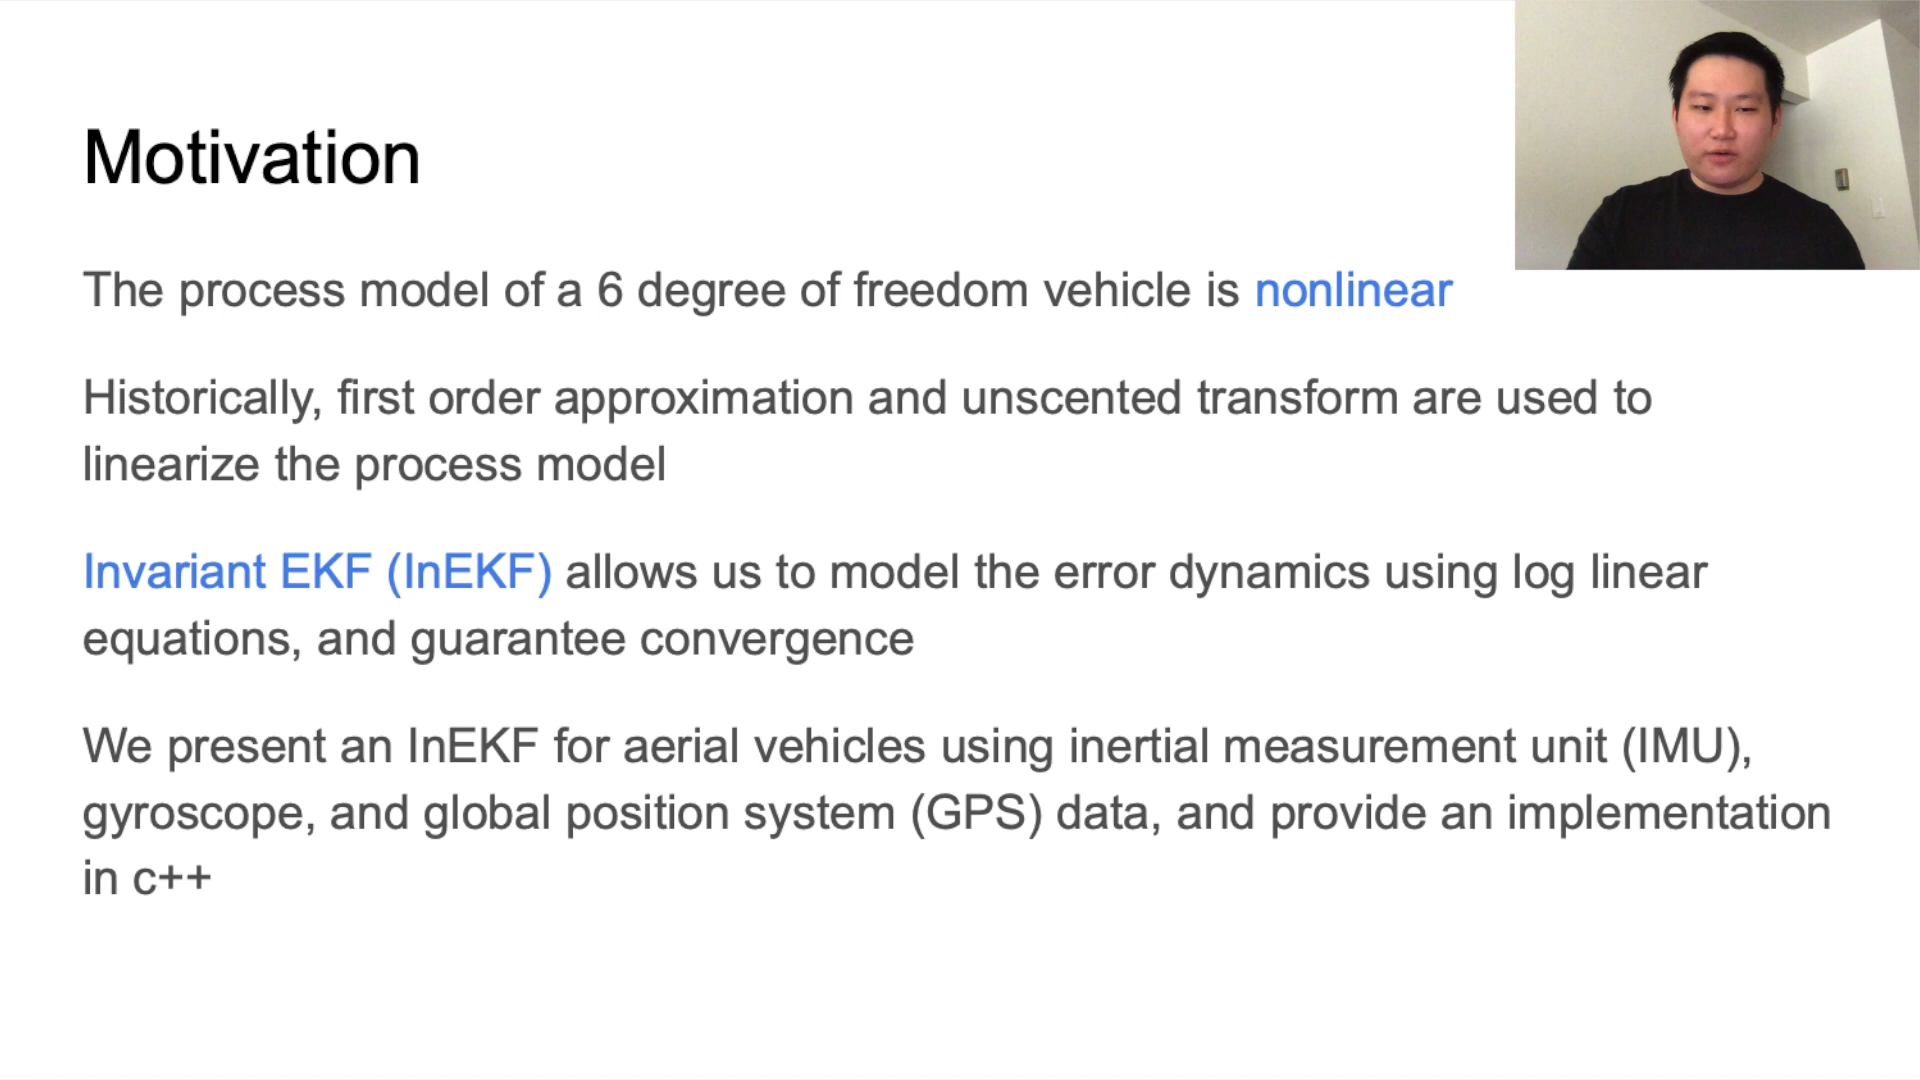 Motivation
The process model of a 6 degree of freedom vehicle is nonlinear
Historically, first order approximation and unscented transform are used to
linearize the process model
Invariant EKF (InEKF) allows us to model the error dynamics using log linear
equations, and guarantee convergence
We present an InEKF for aerial vehicles using inertial measurement unit (IMU),
gyroscope, and global position system (GPS) data, and provide an implementation
in c++